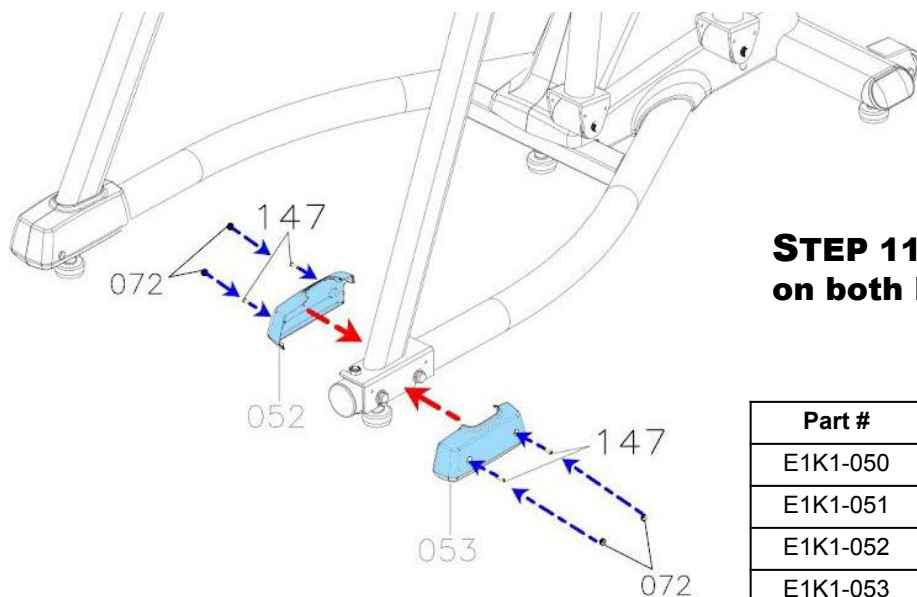 147
072
052
STEP 11
on both
147
053
072
Part #
E1K1-050
E1K1-051
E1K1-052
E1K1-053